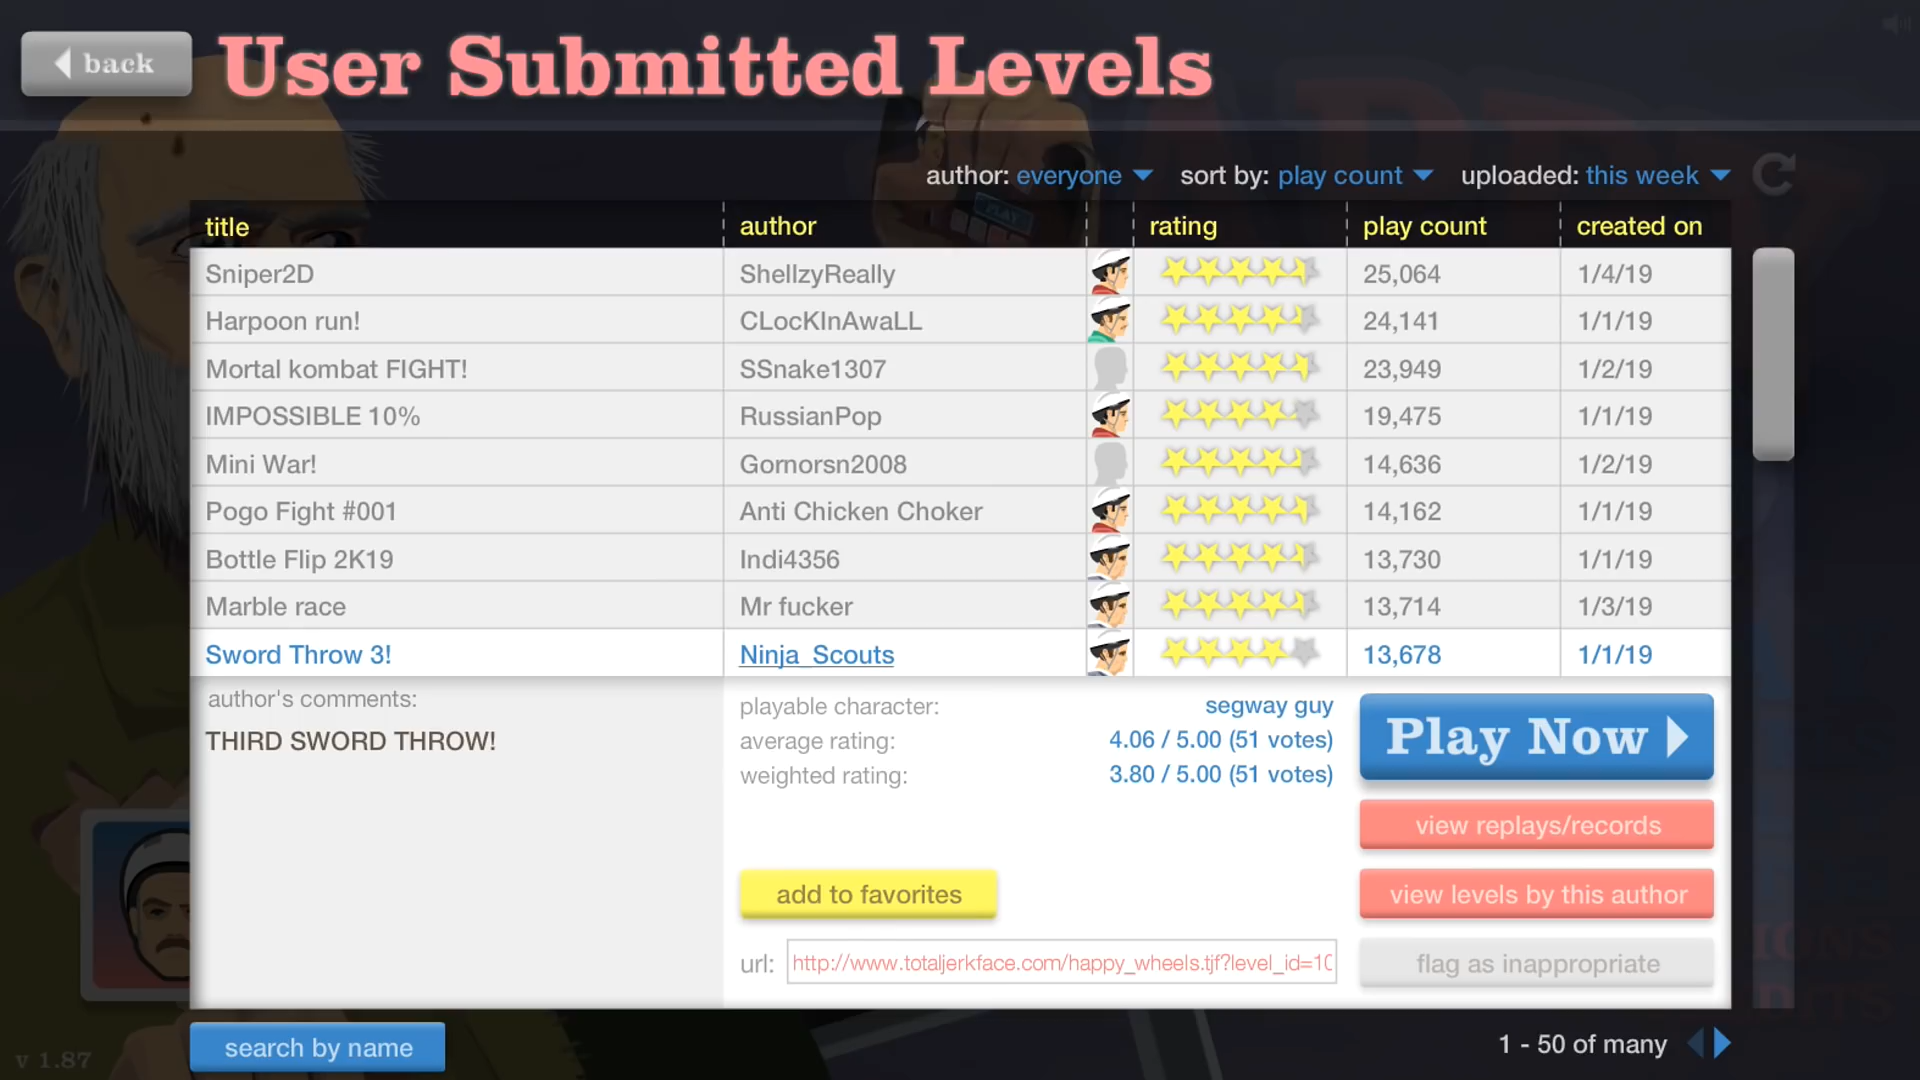 back
User Submitted Levels
author: everyone sort by: play count uploaded: this week
title author rating play count created on
Sniper2D ShellzyReally 25,064 1/4/19
Harpoon run! CLocKInAwaLL 24,141 1/1/19
Mortal kombat FIGHT! SSnake1307 23,949 1/2/19
IMPOSSIBLE 10% RussianPop 19,475 1/1/19
Mini War! Gornorsn2008 14,636 1/2/19
Pogo Fight #001 Anti Chicken Choker 14,162 1/1/19
Bottle Flip 2K19 Indi4356 13,730 1/1/19
Marble race Mr fucker 13,714 1/3/19
Sword Throw 3! Ninja_Scouts 13,678 1/1/19
author's comments:
THIRD SWORD THROW!
playable character: segway guy
average rating: 4.06 / 5.00 (51 votes)
weighted rating: 3.80 / 5.00 (51 votes)
Play Now
view replays/records
add to favorites
view levels by this author
url: http://www.totaljerkface.com/happy_wheels.tjf?level_id=10
flag as inappropriate
search by name
1 - 50 of many
v 1.87